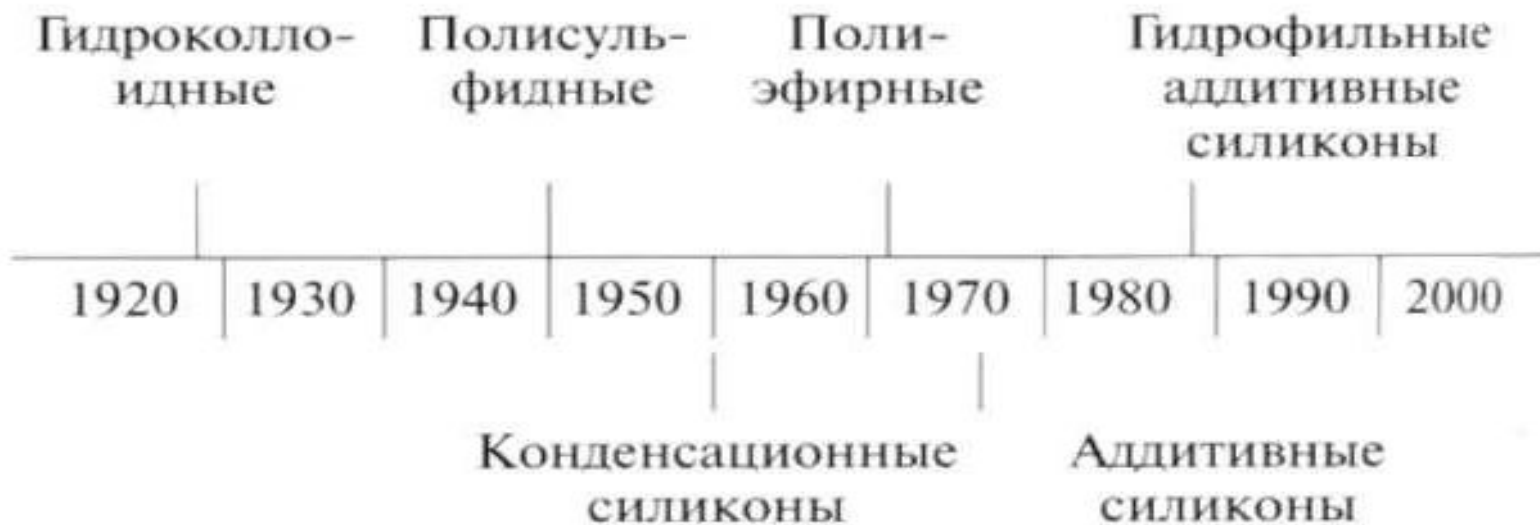 Гидроколло- Полисуль- Поли- Гидрофильные
идные фидные эфирные аддитивные
силиконы
1920 1930 1940 1950 1960 1970 1980 1990 2000
Конденсационные Аддитивные
силиконы силиконы